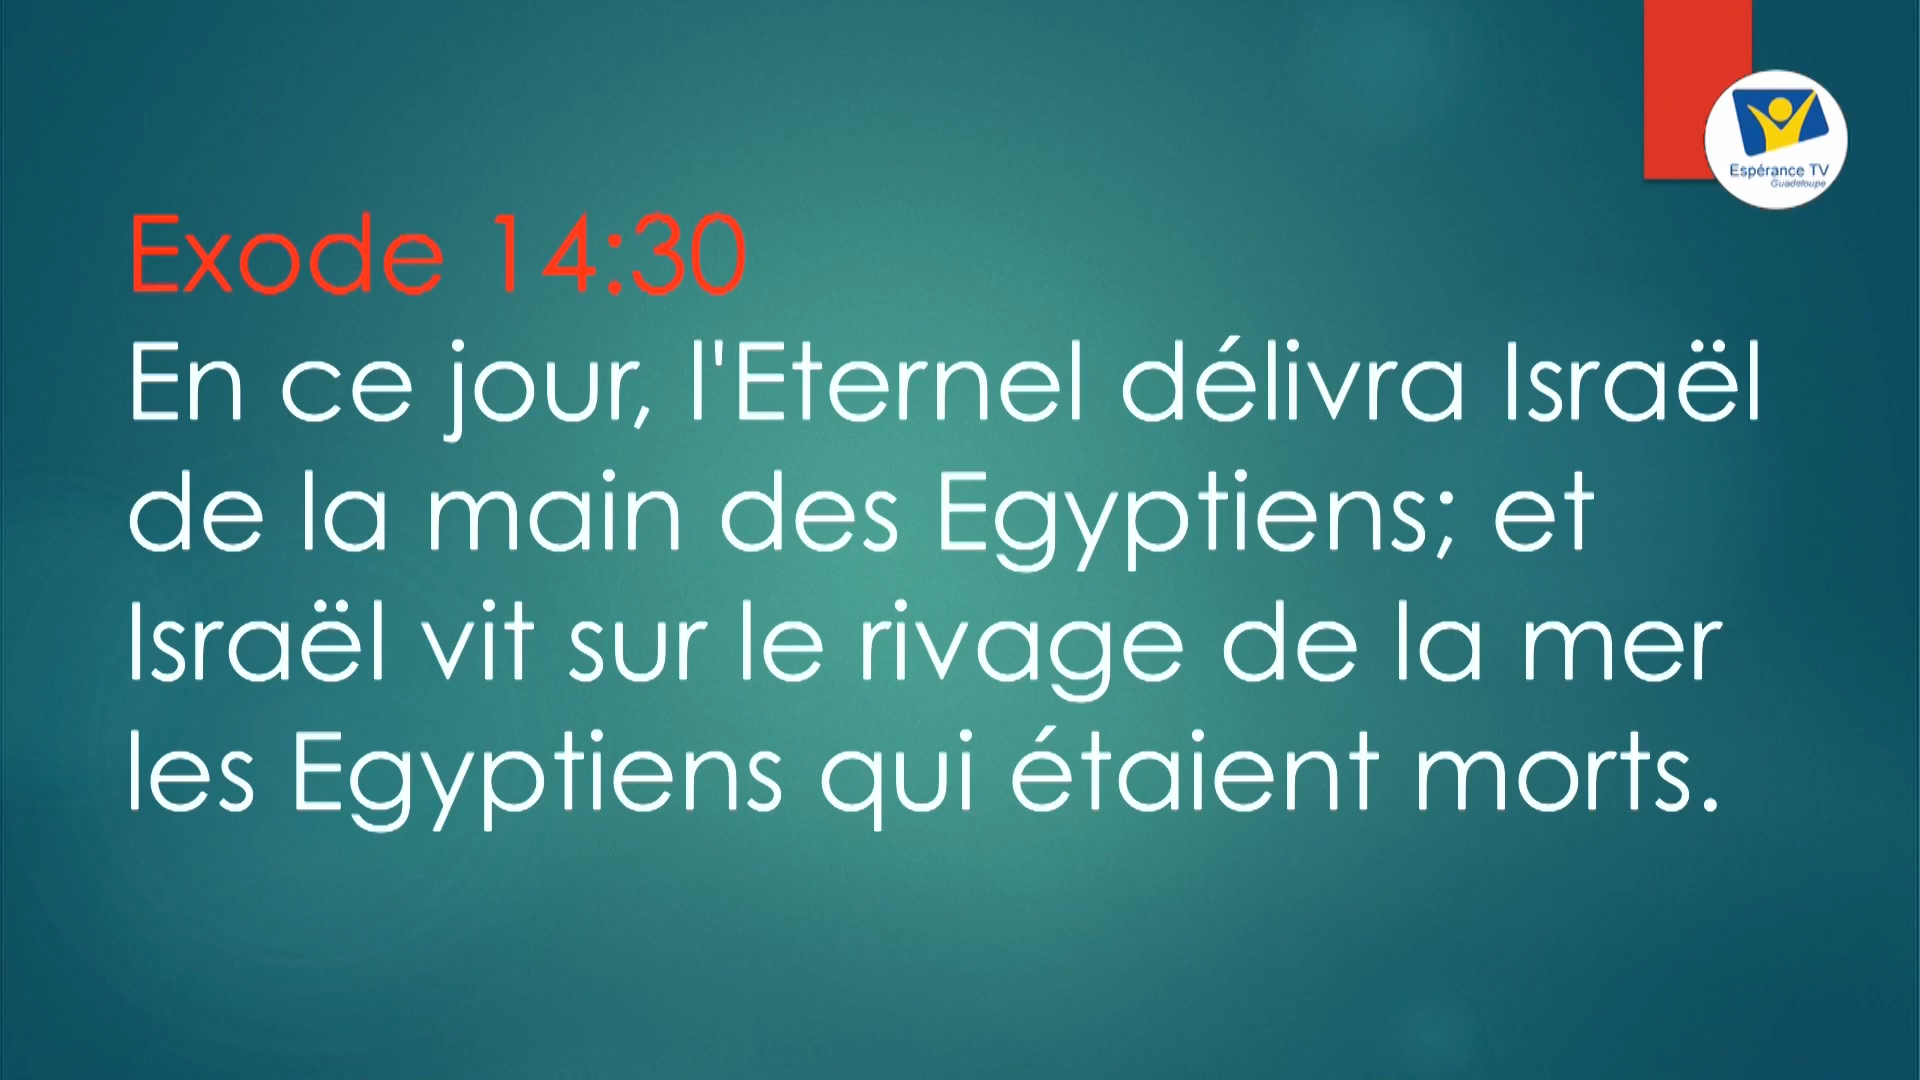 Espérance TV
Guadeloupe
Exode 14:30
En ce jour, l'Eternel délivra Israël
de la main des Egyptiens; et
Israël vit sur le rivage de la mer
les Egyptiens qui étaient morts.